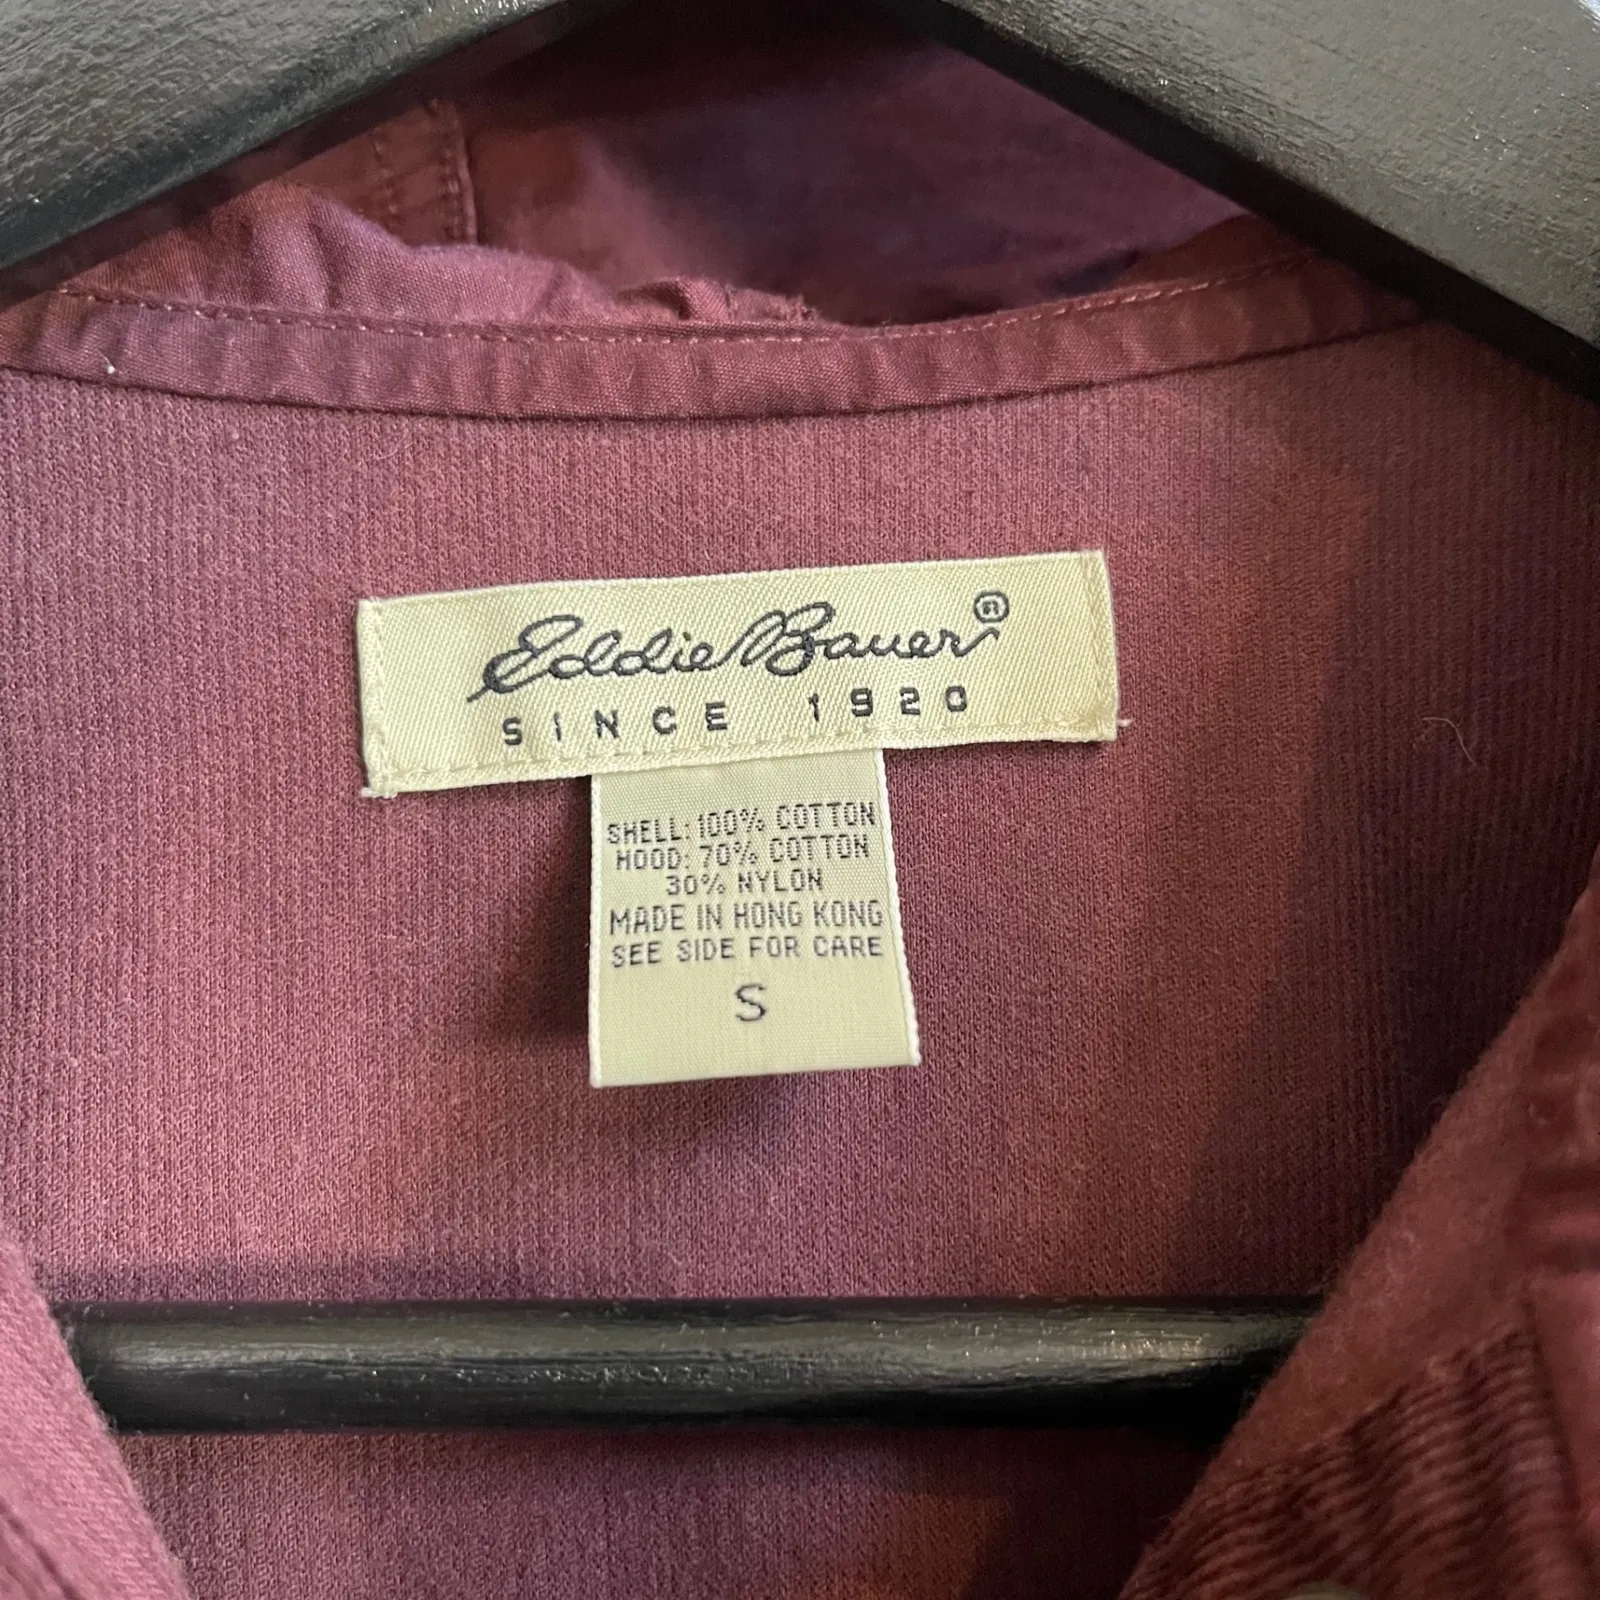 Eddie Bauer®
SINCE 1920
SHELL: 100% COTTON
HOOD: 70% COTTON
30% NYLON
MADE IN HONG KONG
SEE SIDE FOR CARE
S